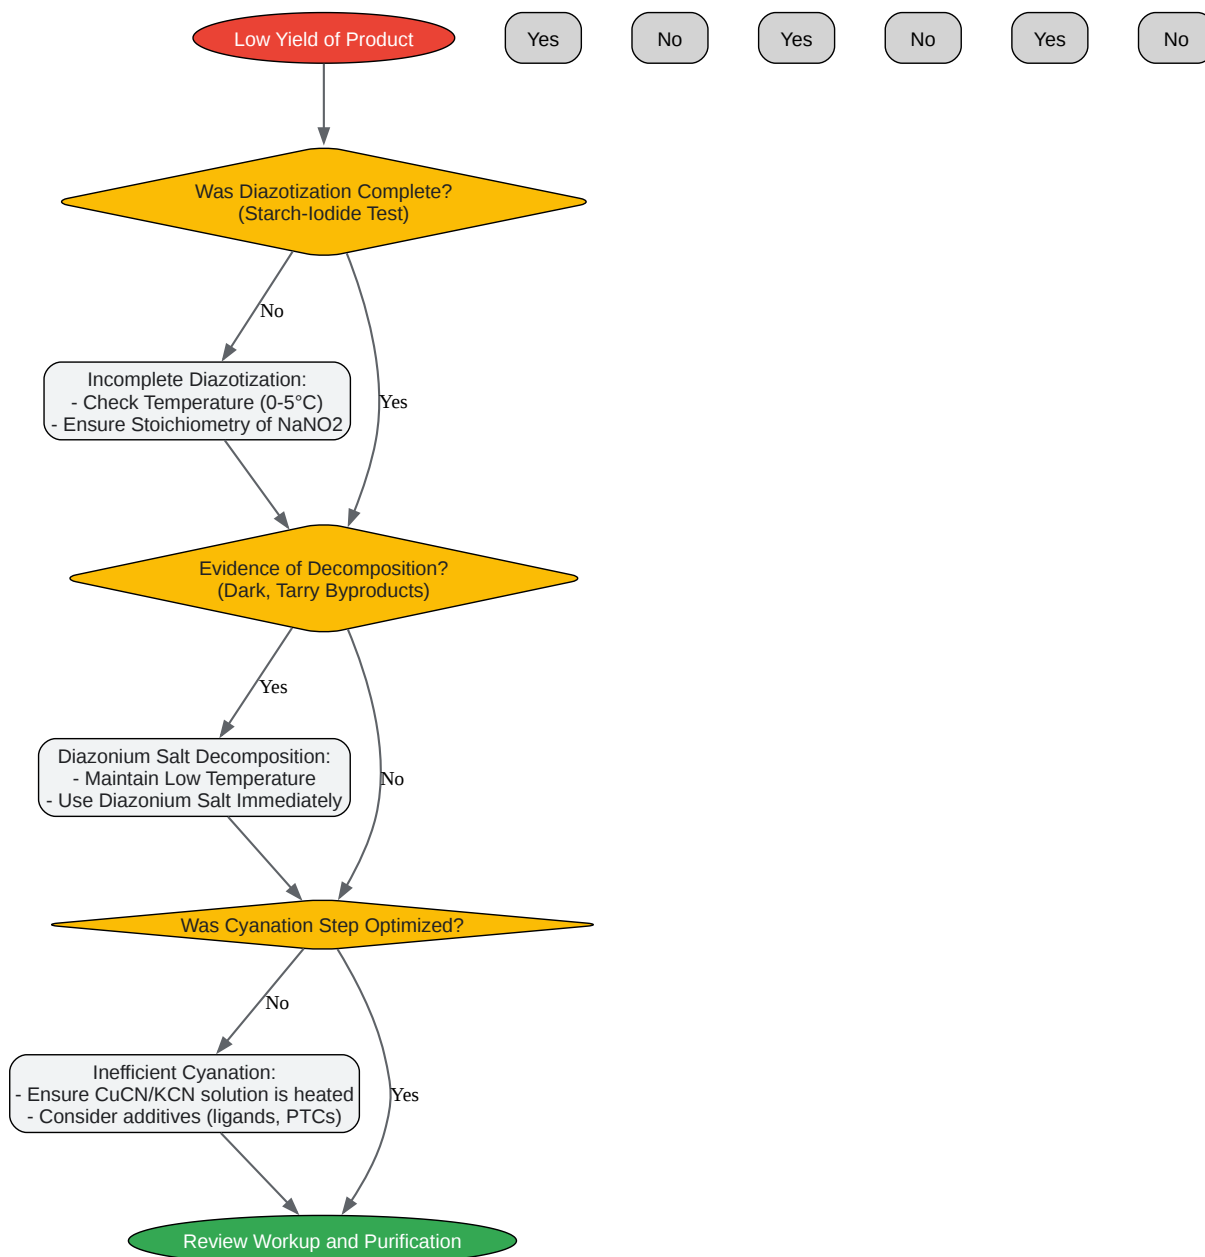 Low Yield of Product
Yes
No
Yes
No
Yes
No
Was Diazotization Complete?
(Starch-Iodide Test)
No
Incomplete Diazotization:
- Check Temperature (0-5°C)
- Ensure Stoichiometry of NaNO2
Yes
Evidence of Decomposition?
(Dark, Tarry Byproducts)
Yes
Diazonium Salt Decomposition:
- Maintain Low Temperature
- Use Diazonium Salt Immediately
No
Was Cyanation Step Optimized?
No
Inefficient Cyanation:
- Ensure CuCN/KCN solution is heated
- Consider additives (ligands, PTCs)
Yes
Review Workup and Purification